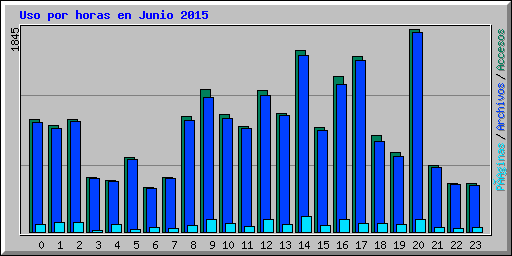 Uso por horas en Junio 2015
1845
Pÿginas / Archivos / Accesos
0 1 2 3 4 5 6 7 8 9 10 11 12 13 14 15 16 17 18 19 20 21 22 23